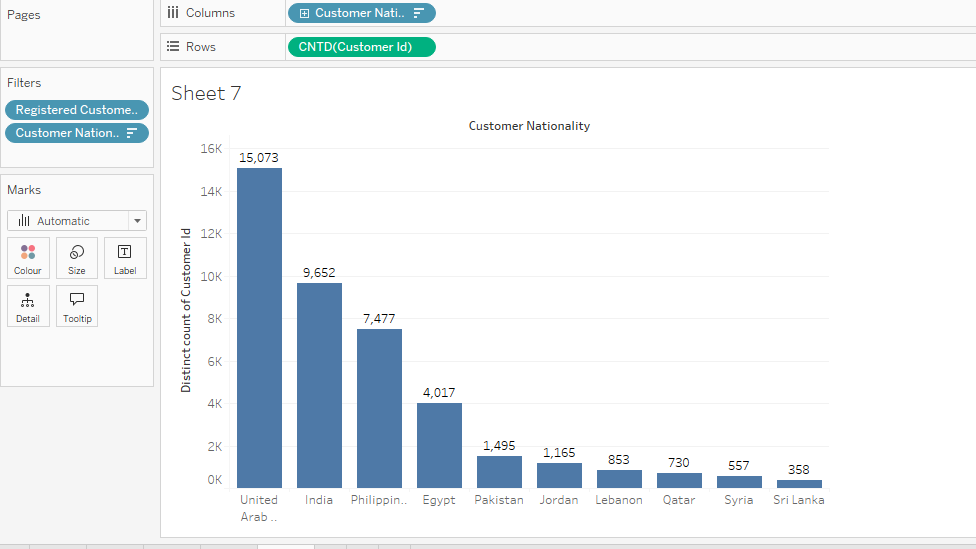 Pages
Columns
Customer Nati..
Rows
CNTD(Customer Id)
Filters
Registered Custome..
Customer Nation..
Marks
Automatic
Colour
Size
Label
Detail
Tooltip
Sheet 7
Customer Nationality
Distinct count of Customer Id
16K
14K
12K
10K
8K
6K
4K
2K
0K
15,073
9,652
7,477
4,017
1,495
1,165
853
730
557
358
United Arab ..
India
Philippin..
Egypt
Pakistan
Jordan
Lebanon
Qatar
Syria
Sri Lanka